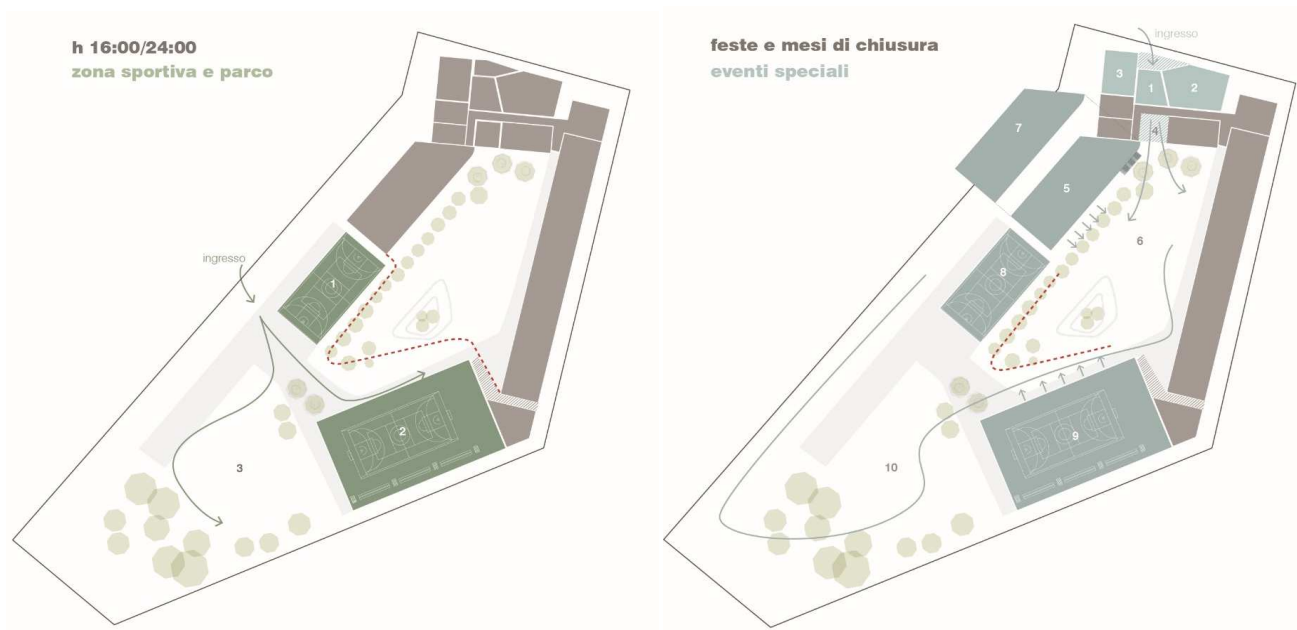 h 16:00/24:00
zona sportiva e parco
ingresso
1
2
3
feste e mesi di chiusura
eventi speciali
ingresso
3
1
2
4
7
5
6
8
9
10